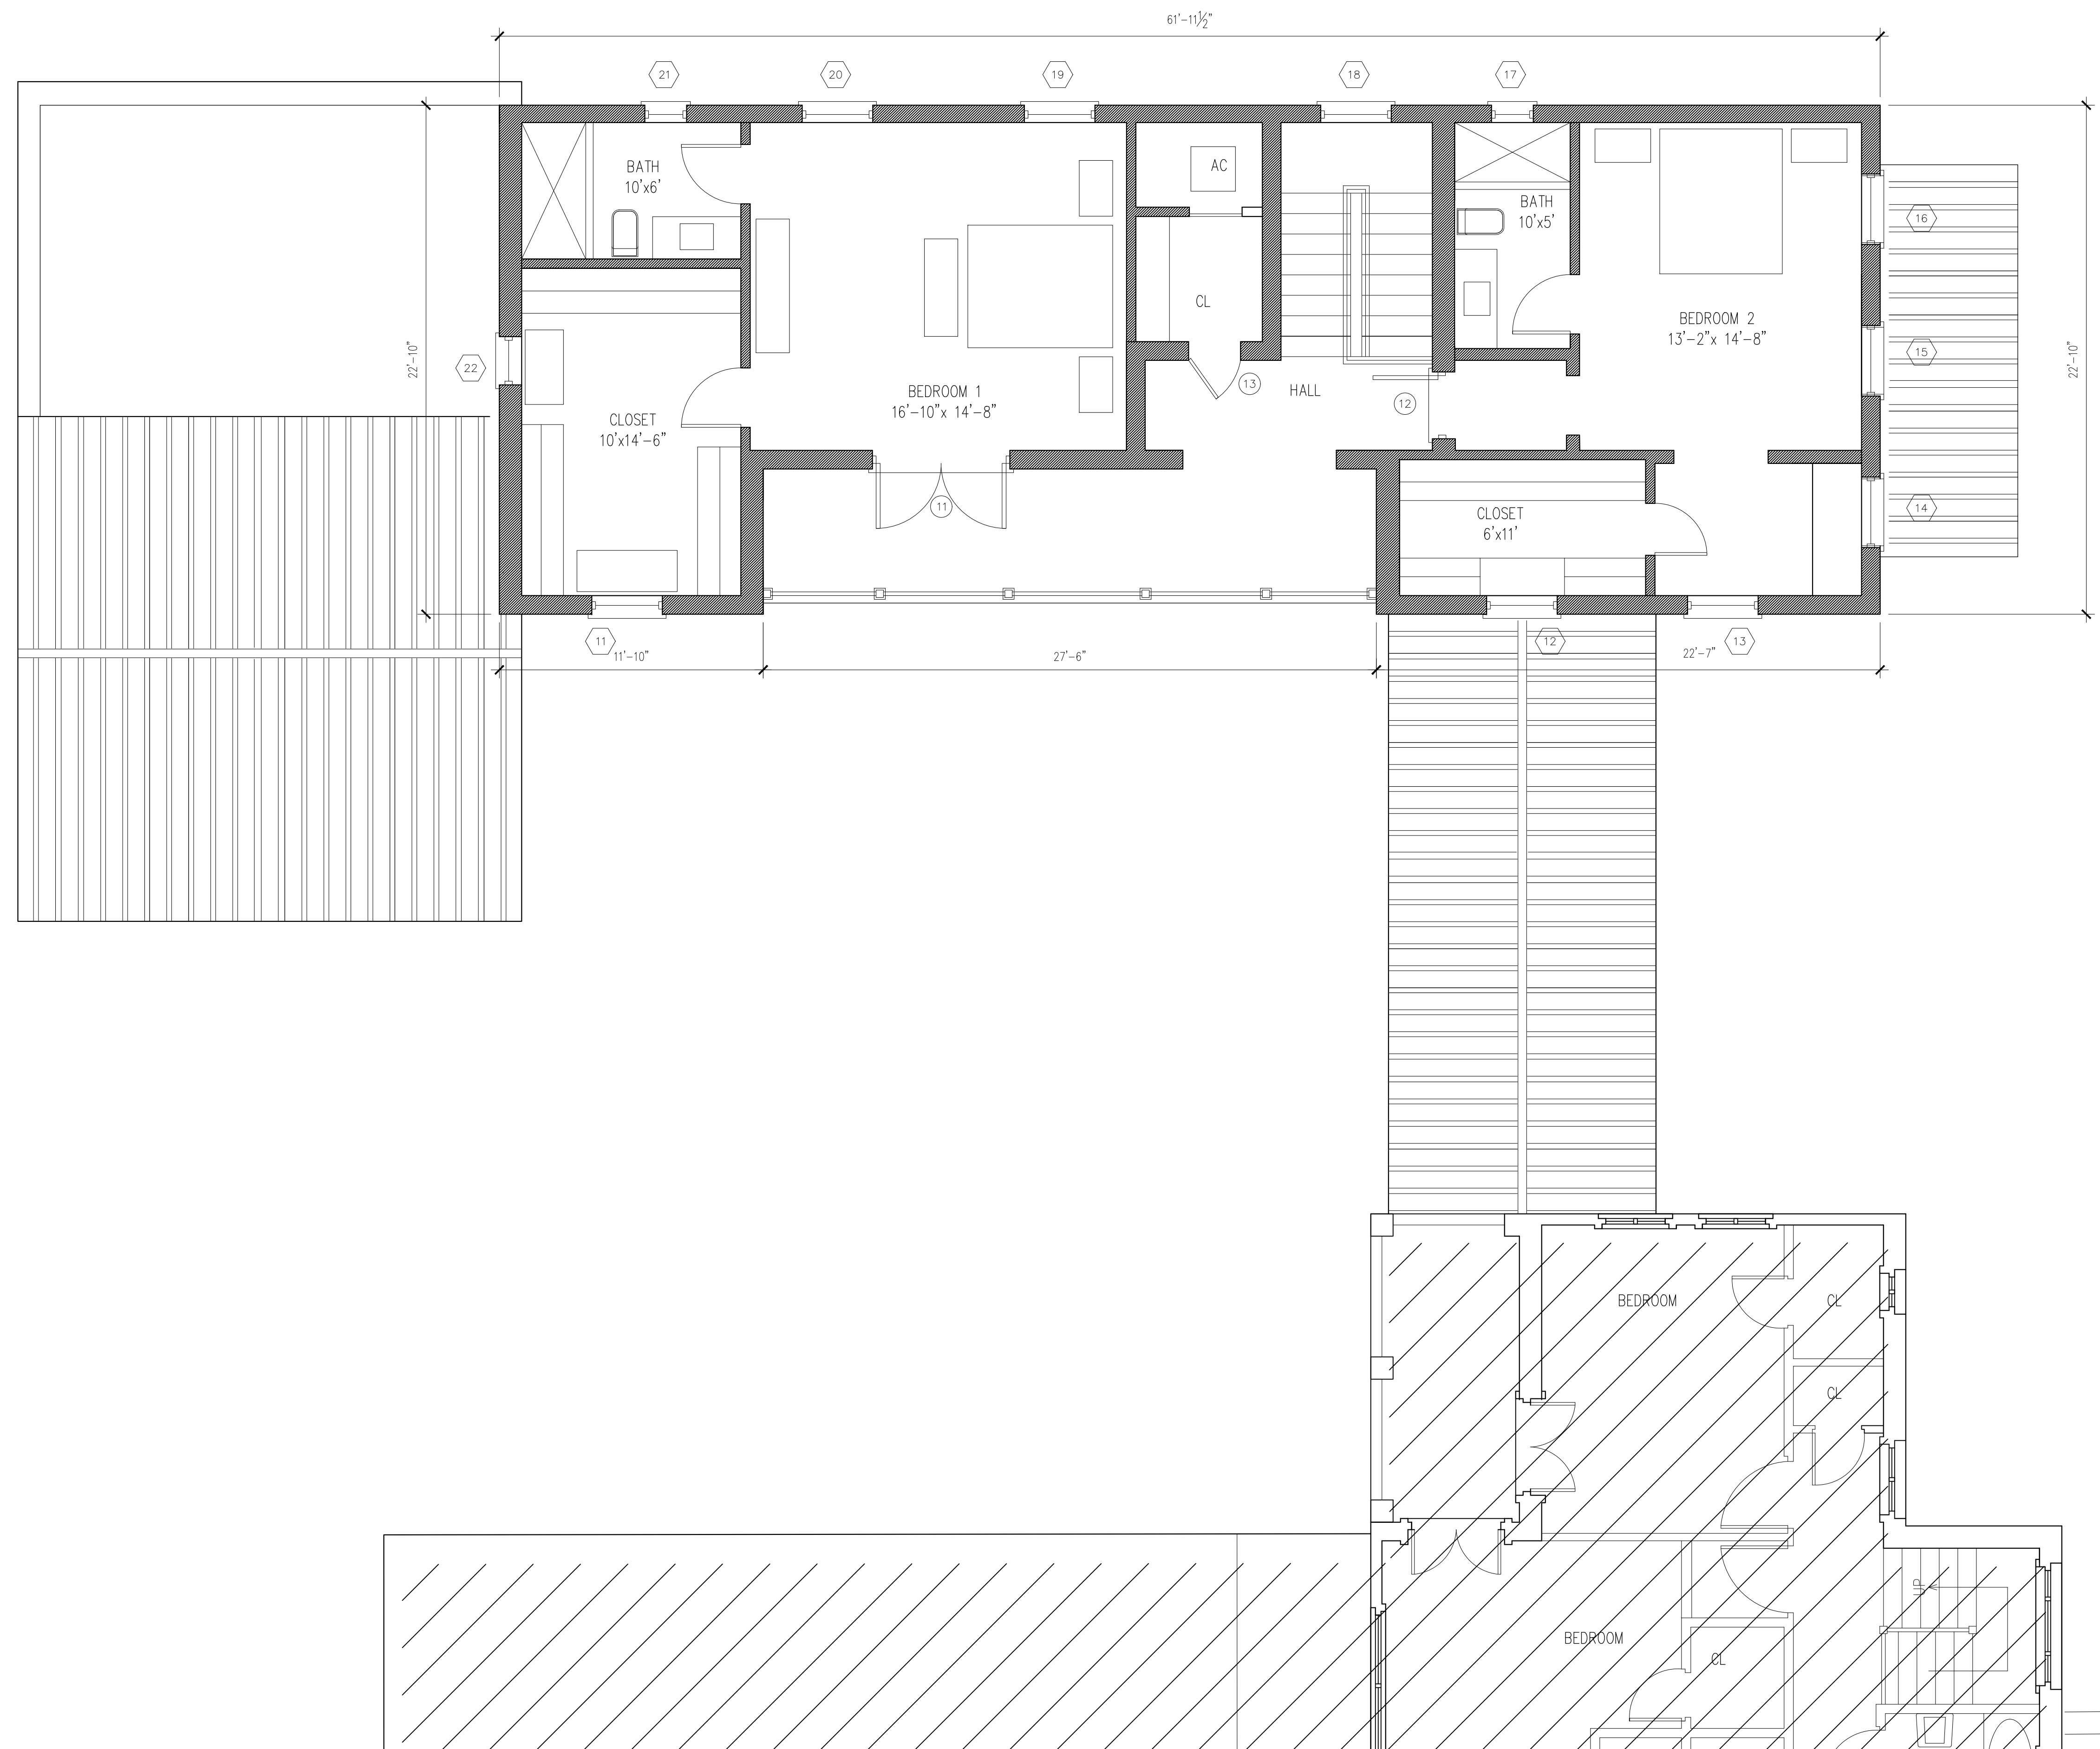 61'-11½"
21
20
19
18
17
BATH
10'x6'
AC
BATH
10'x5'
16
CL
BEDROOM 2
13'-2"x 14'-8"
15
22'-10"
22'-10"
22
BEDROOM 1
16'-10"x 14'-8"
13
HALL
12
CLOSET
10'x14'-6"
11
CLOSET
6'x11'
14
11
12
13
11'-10"
27'-6"
22'-7"
BEDROOM
CL
CL
UP
BEDROOM
CL